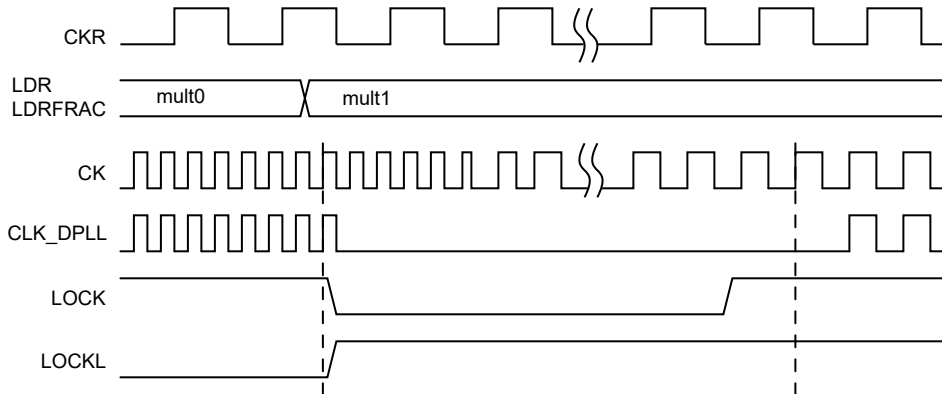 CKR
LDR
LDRFRAC
mult0 mult1
CK
CLK_DPLL
LOCK
LOCKL